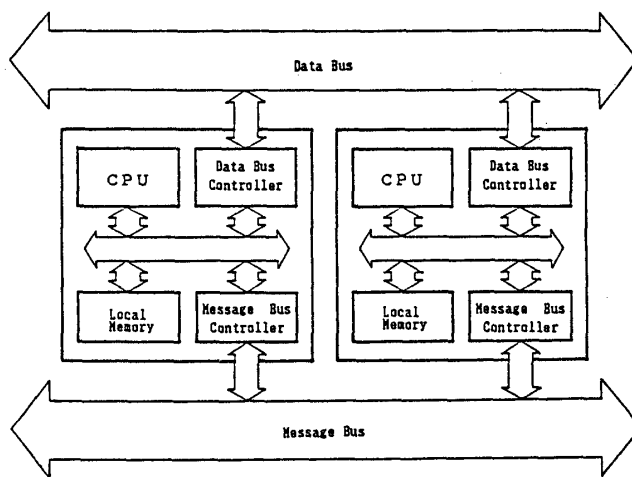 Data Bus
CPU
Data Bus
Controller
CPU
Data Bus
Controller
Local
Memory
Message Bus
Controller
Local
Memory
Message Bus
Controller
Message Bus